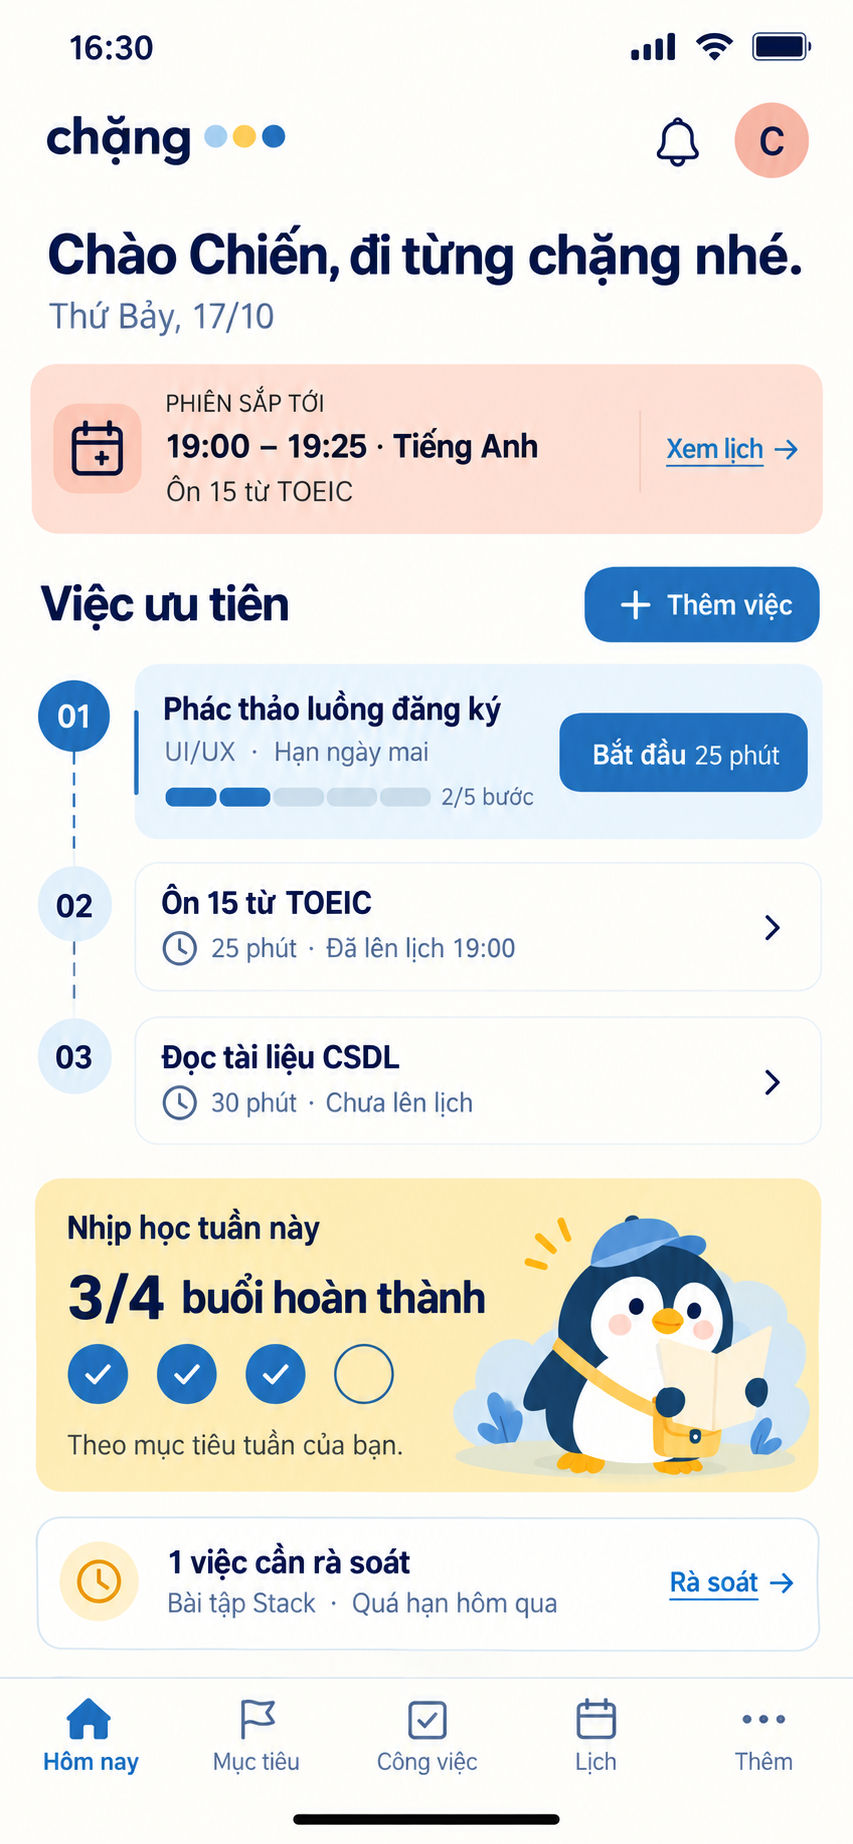 16:30
chặng
C
Chào Chiến, đi từng chặng nhé.
Thứ Bảy, 17/10
PHIÊN SẮP TỚI
19:00 – 19:25 · Tiếng Anh
Ôn 15 từ TOEIC
Xem lịch →
Việc ưu tiên
+ Thêm việc
01
Phác thảo luồng đăng ký
UI/UX · Hạn ngày mai
2/5 bước
Bắt đầu 25 phút
02
Ôn 15 từ TOEIC
25 phút · Đã lên lịch 19:00
03
Đọc tài liệu CSDL
30 phút · Chưa lên lịch
Nhịp học tuần này
3/4 buổi hoàn thành
Theo mục tiêu tuần của bạn.
1 việc cần rà soát
Bài tập Stack · Quá hạn hôm qua
Rà soát →
Hôm nay
Mục tiêu
Công việc
Lịch
Thêm